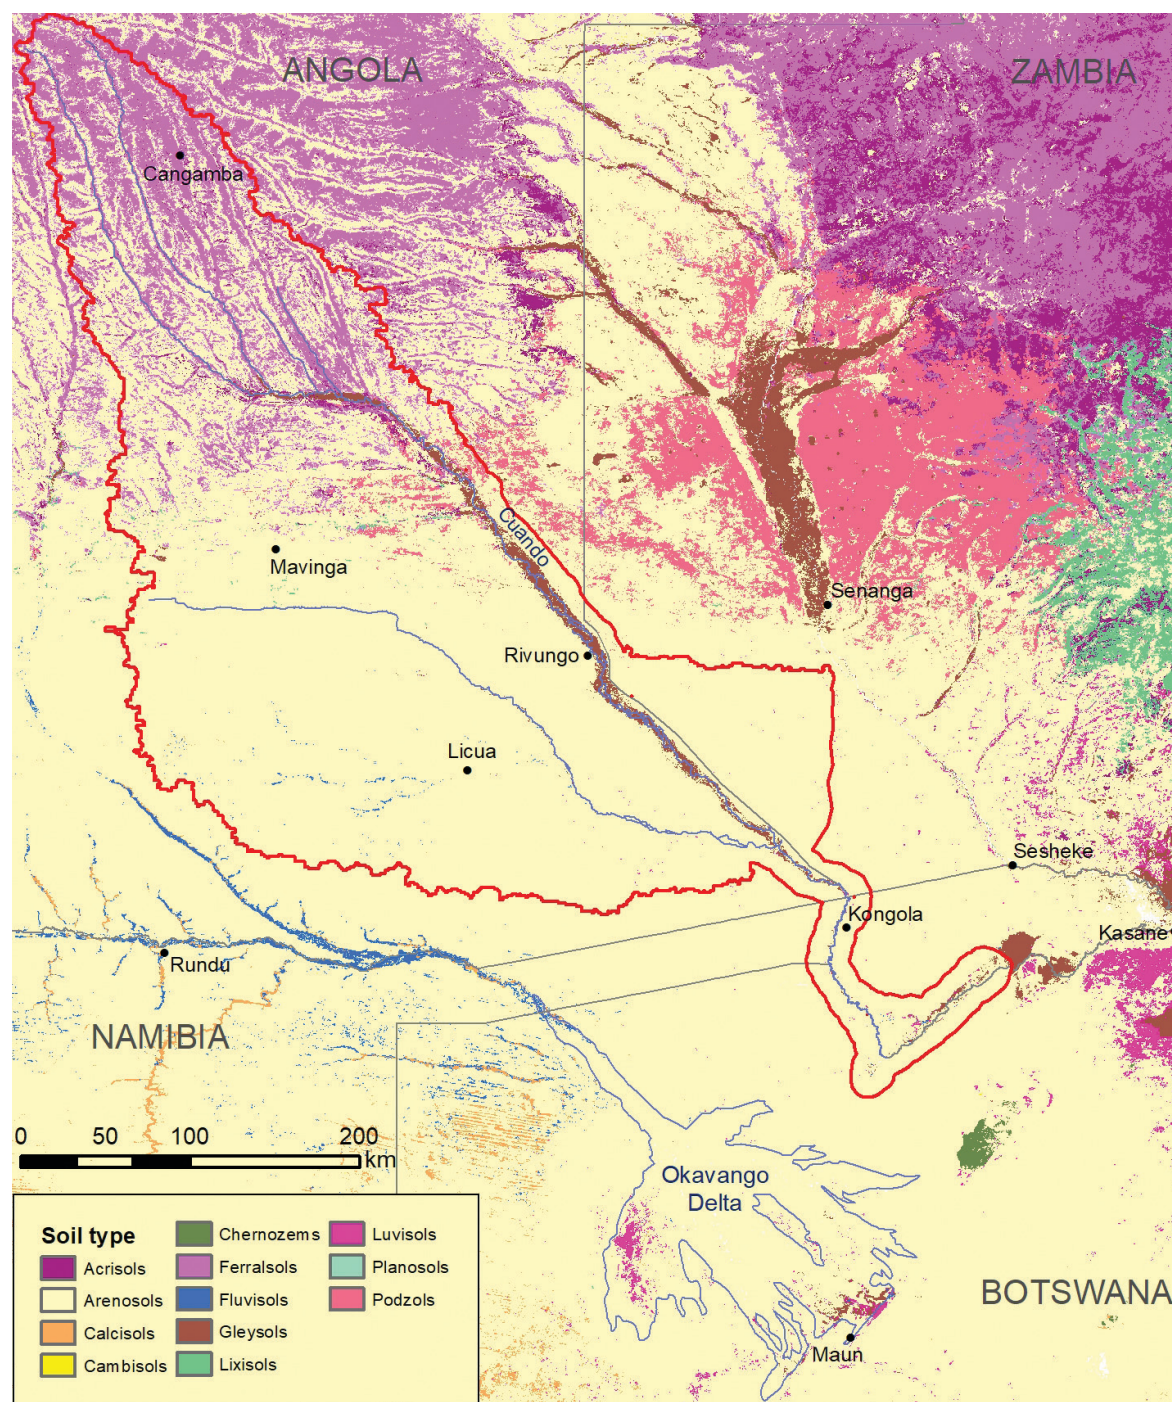 ANGOLA
ZAMBIA
Cangamba
Cuando
Mavinga
Senanga
Rivungo
Licua
Sesheke
Kongola
Kasane
Rundu
NAMIBIA
0 50 100 200
km
Okavango
Delta
BOTSWANA
Maun
Soil type
Acrisols
Arenosols
Calcisols
Cambisols
Chernozems
Ferralsols
Fluvisols
Gleysols
Lixisols
Luvisols
Planosols
Podzols